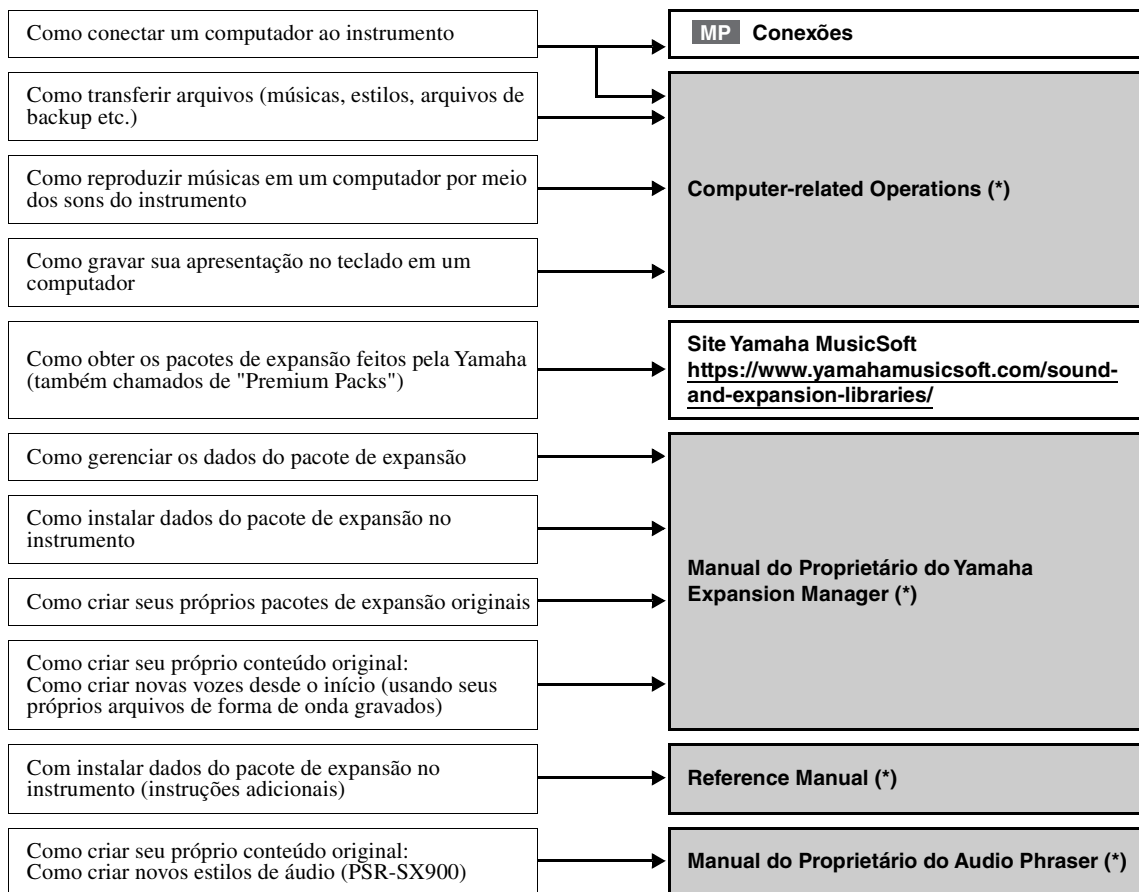 Como conectar um computador ao instrumento
MP Conexões
Como transferir arquivos (músicas, estilos, arquivos de
backup etc.)
Como reproduzir músicas em um computador por meio
dos sons do instrumento
Computer-related Operations (*)
Como gravar sua apresentação no teclado em um
computador
Como obter os pacotes de expansão feitos pela Yamaha
(também chamados de "Premium Packs")
Site Yamaha MusicSoft
https://www.yamahamusicsoft.com/sound-
and-expansion-libraries/
Como gerenciar os dados do pacote de expansão
Como instalar dados do pacote de expansão no
instrumento
Como criar seus próprios pacotes de expansão originais
Manual do Proprietário do Yamaha
Expansion Manager (*)
Como criar seu próprio conteúdo original:
Como criar novas vozes desde o início (usando seus
próprios arquivos de forma de onda gravados)
Com instalar dados do pacote de expansão no
instrumento (instruções adicionais)
Reference Manual (*)
Como criar seu próprio conteúdo original:
Como criar novos estilos de áudio (PSR-SX900)
Manual do Proprietário do Audio Phraser (*)